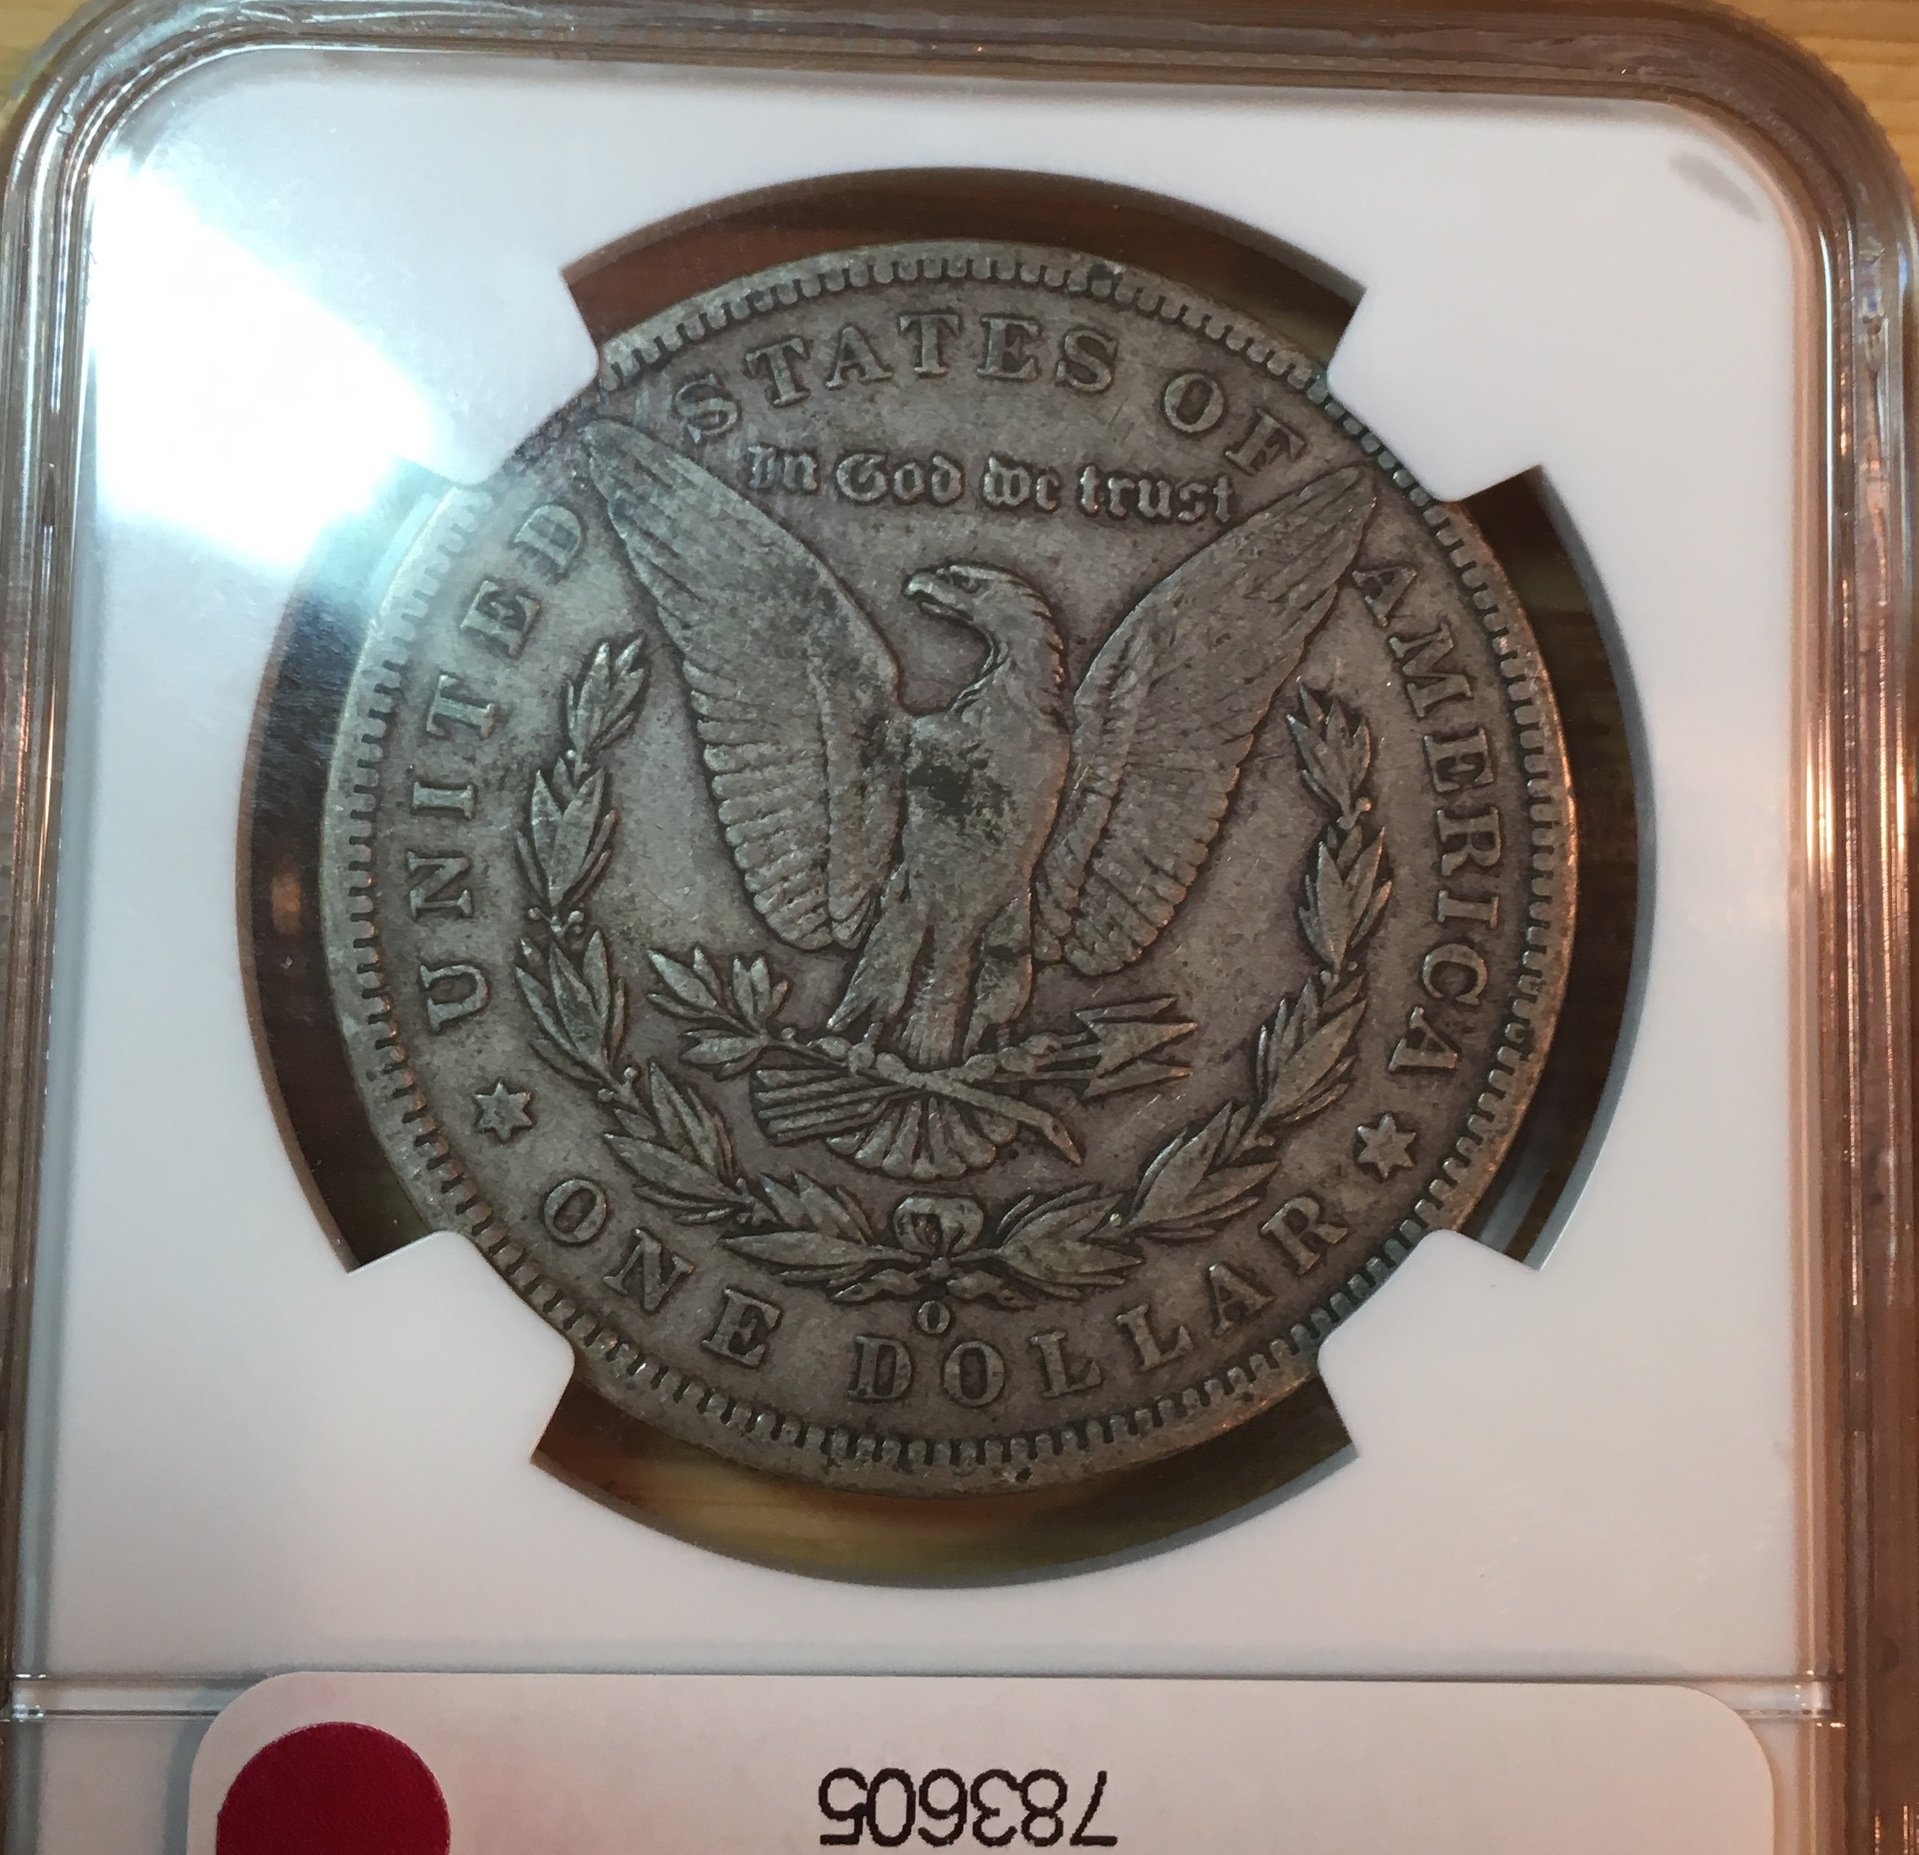 UNITED STATES OF AMERICA
In God we trust
O
ONE DOLLAR
783605